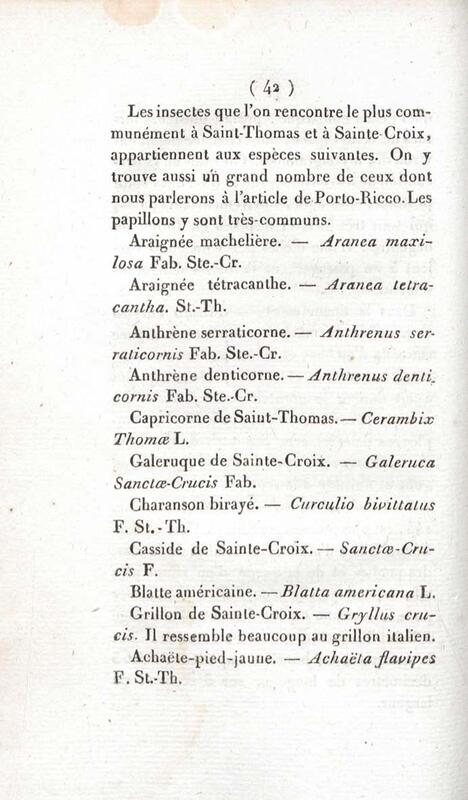 ( 42 )
Les insectes que l'on rencontre le plus com-
munément à Saint-Thomas et à Sainte-Croix,
appartiennent aux espèces suivantes. On y
trouve aussi un grand nombre de ceux dont
nous parlerons à l'article de Porto-Ricco. Les
papillons y sont très-communs.
Araignée machelière. — Aranea maxi-
losa Fab. Ste.-Cr.
Araignée tétracanthe. — Aranea tetra-
cantha. St.-Th.
Anthrène serraticorne. — Anthrenus ser-
raticornis Fab. Ste.-Cr.
Anthrène denticorne. — Anthrenus denti-
cornis Fab. Ste.-Cr.
Capricorne de Saint-Thomas. — Cerambix
Thomæ L.
Galeruque de Sainte-Croix. — Galeruca
Sanctæ-Crucis Fab.
Charanson birayé. — Curculio bivittatus
F. St.-Th.
Casside de Sainte-Croix. — Sanctæ-Cru-
cis F.
Blatte américaine. — Blatta americana L.
Grillon de Sainte-Croix. — Gryllus cru-
cis. Il ressemble beaucoup au grillon italien.
Achaëte-pied-jaune. — Achaëta flavipes
F. St.-Th.